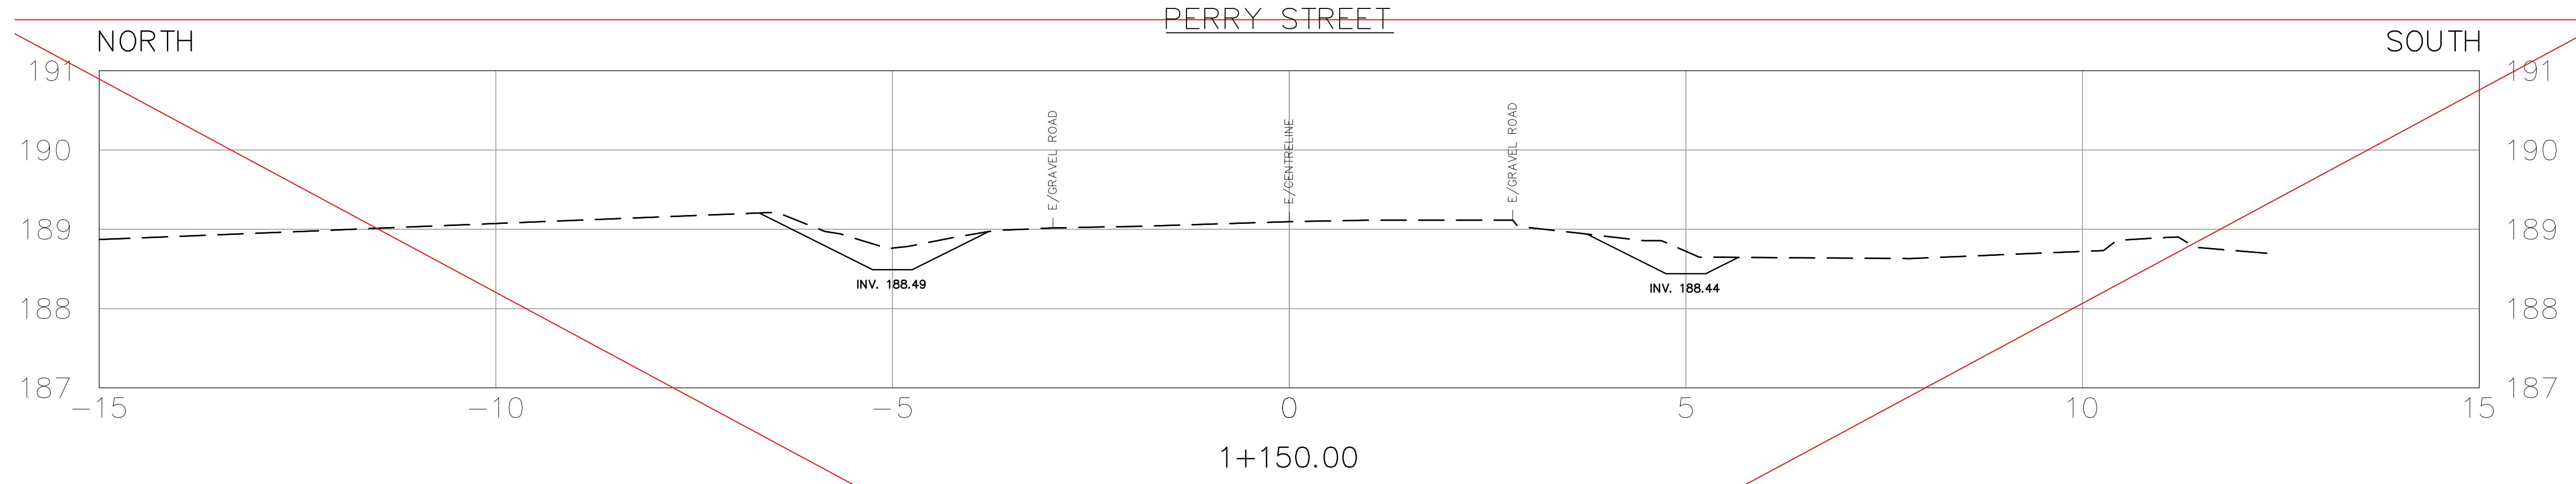 PERRY STREET
NORTH
SOUTH
191
191
190
190
189
189
188
188
187
187
E/GRAVEL ROAD
E/CENTRELINE
E/GRAVEL ROAD
INV. 188.49
INV. 188.44
-15
-10
-5
0
5
10
15
1+150.00